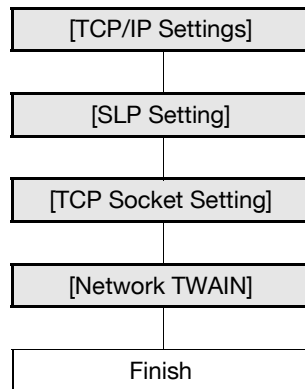 [TCP/IP Settings]
[SLP Setting]
[TCP Socket Setting]
[Network TWAIN]
Finish